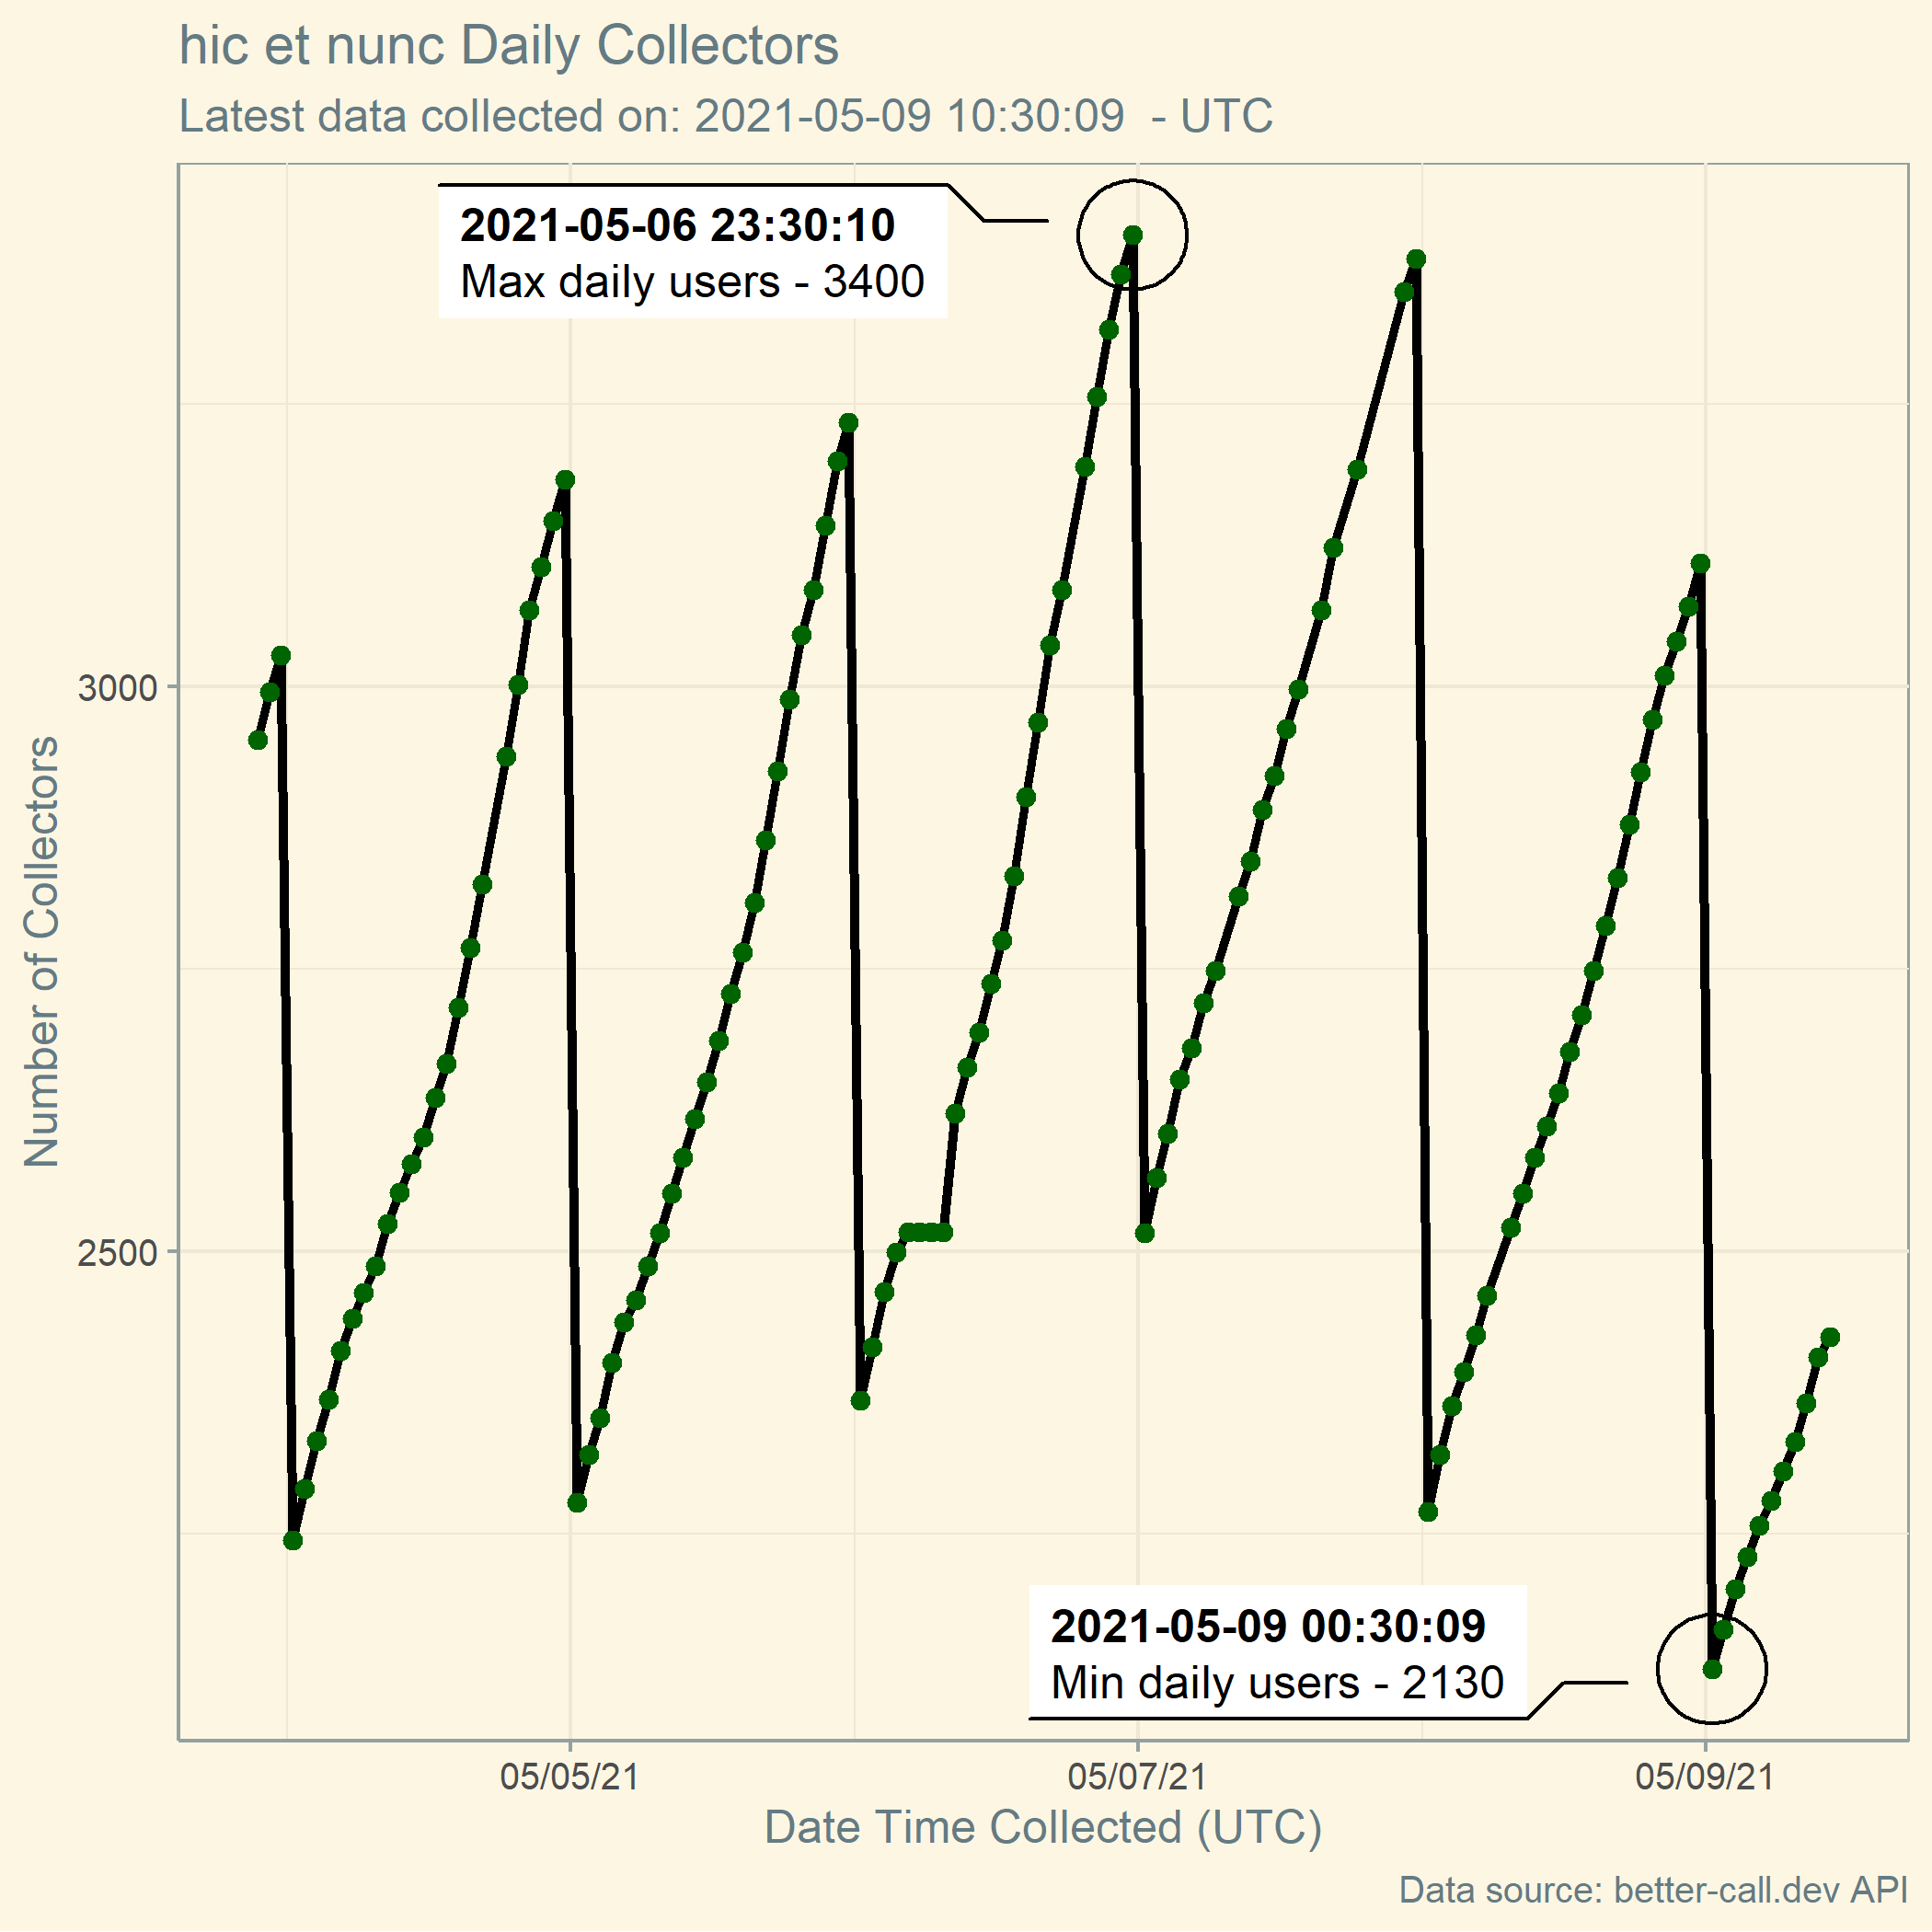 hic et nunc Daily Collectors
Latest data collected on: 2021-05-09 10:30:09  - UTC
2021-05-06 23:30:10
Max daily users - 3400
3000
Number of Collectors
2500
2021-05-09 00:30:09
Min daily users - 2130
05/05/21
05/07/21
05/09/21
Date Time Collected (UTC)
Data source: better-call.dev API